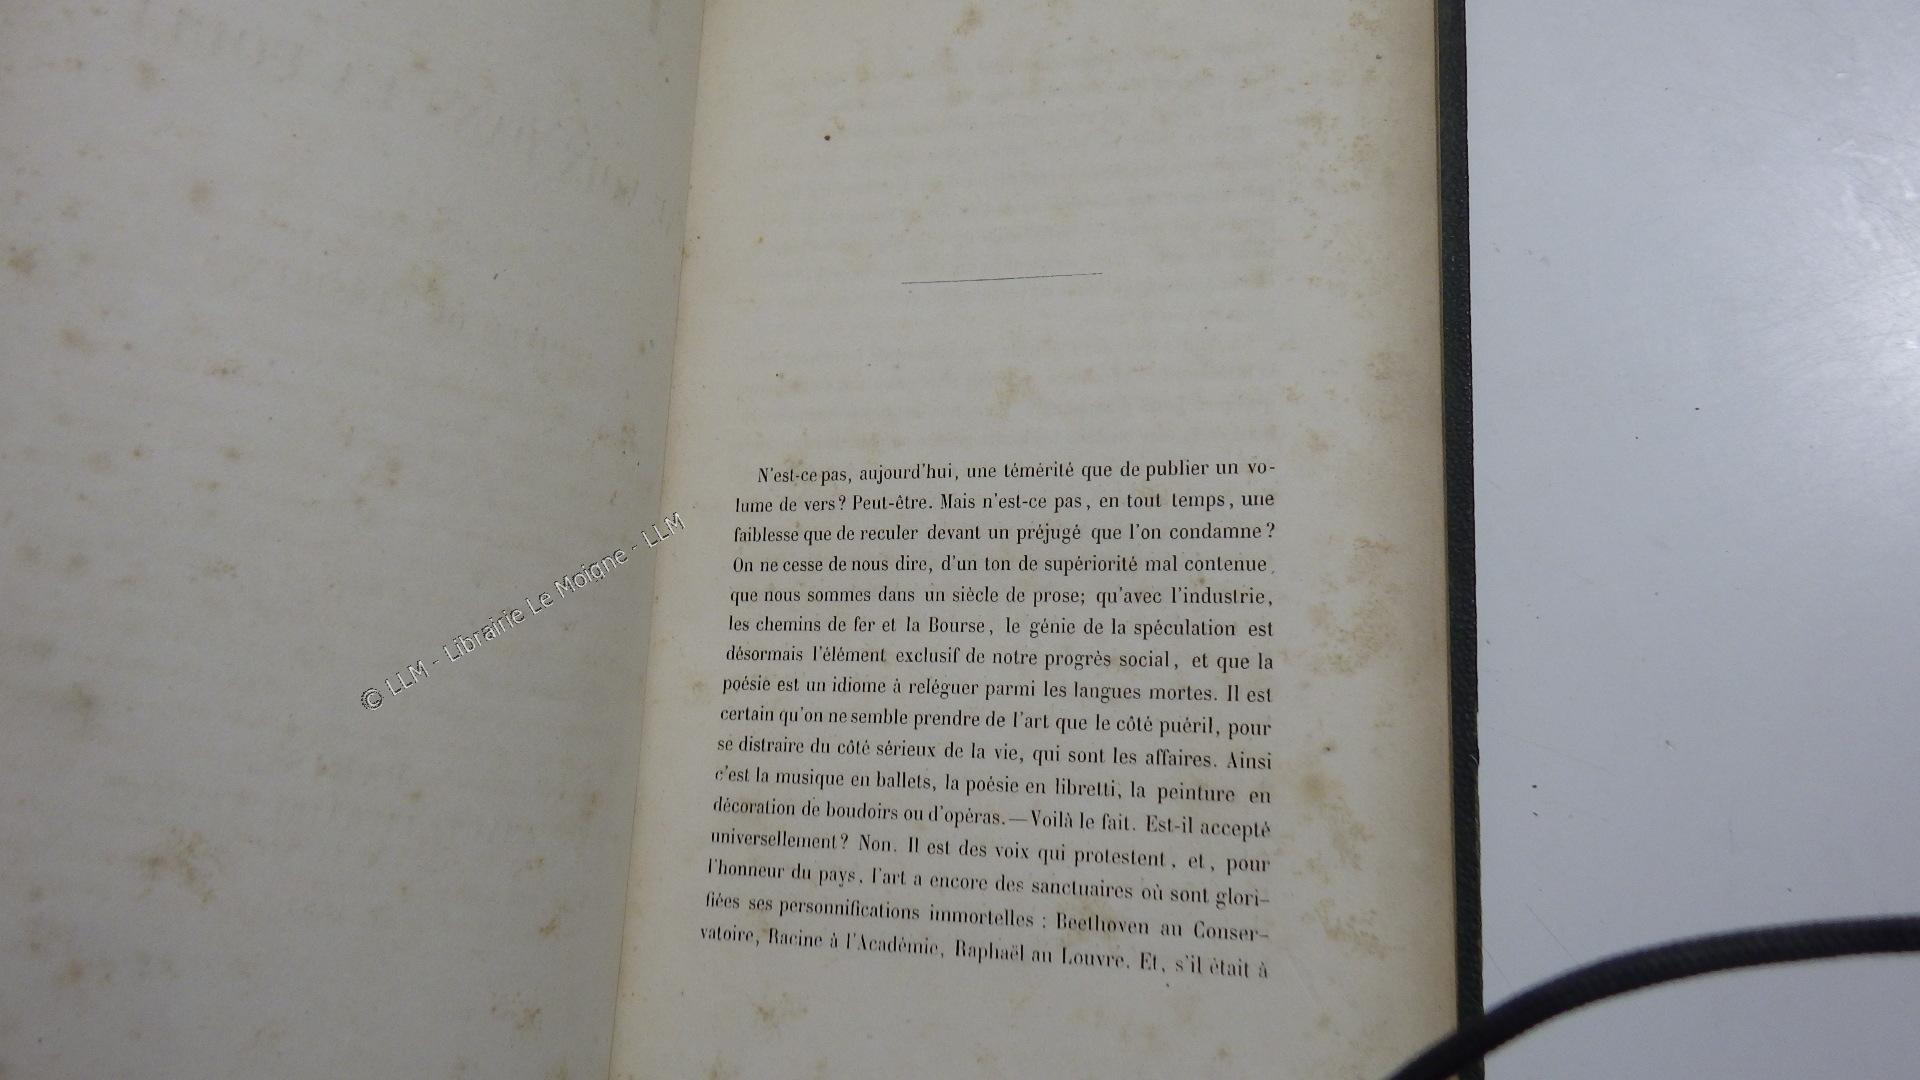 N'est-ce pas, aujourd'hui, une témérité que de publier un vo-
lume de vers? Peut-être. Mais n'est-ce pas, en tout temps, une
faiblesse que de reculer devant un préjugé que l'on condamne?
On ne cesse de nous dire, d'un ton de supériorité mal contenue,
que nous sommes dans un siècle de prose; qu'avec l'industrie,
les chemins de fer et la Bourse, le génie de la spéculation est
désormais l'élément exclusif de notre progrès social, et que la
poésie est un idiome à reléguer parmi les langues mortes. Il est
certain qu'on ne semble prendre de l'art que le côté puéril, pour
se distraire du côté sérieux de la vie, qui sont les affaires. Ainsi
c'est la musique en ballets, la poésie en libretti, la peinture en
décoration de boudoirs ou d'opéras.—Voilà le fait. Est-il accepté
universellement? Non. Il est des voix qui protestent, et, pour
l'honneur du pays, l'art a encore des sanctuaires où sont glori-
fiées ses personnifications immortelles : Beethoven au Conser-
vatoire, Racine à l'Académie, Raphaël au Louvre. Et, s'il était à
© LLM - Librairie Le Moigne - LLM